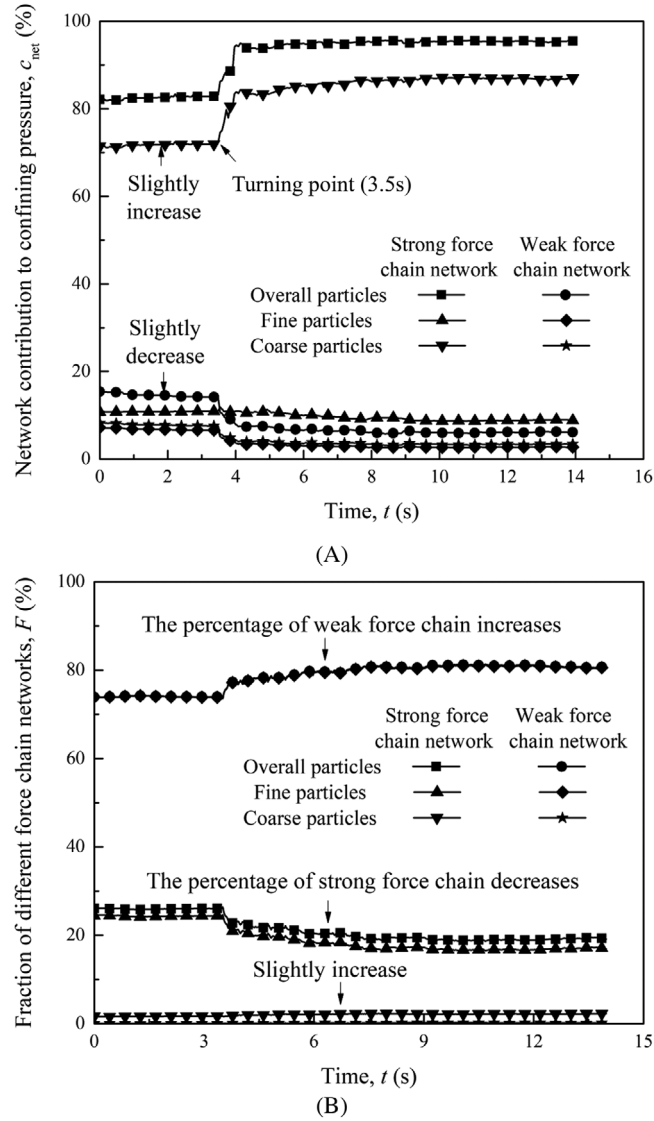 Network contribution to confining pressure, c_net (%)
100
80
60
40
20
0
Slightly
increase
Turning point (3.5s)
Strong force
chain network
Weak force
chain network
Overall particles
Fine particles
Coarse particles
Slightly
decrease
0 2 4 6 8 10 12 14 16
Time, t (s)
(A)
Fraction of different force chain networks, F (%)
100
80
60
40
20
0
The percentage of weak force chain increases
Strong force
chain network
Weak force
chain network
Overall particles
Fine particles
Coarse particles
The percentage of strong force chain decreases
Slightly increase
0 3 6 9 12 15
Time, t (s)
(B)